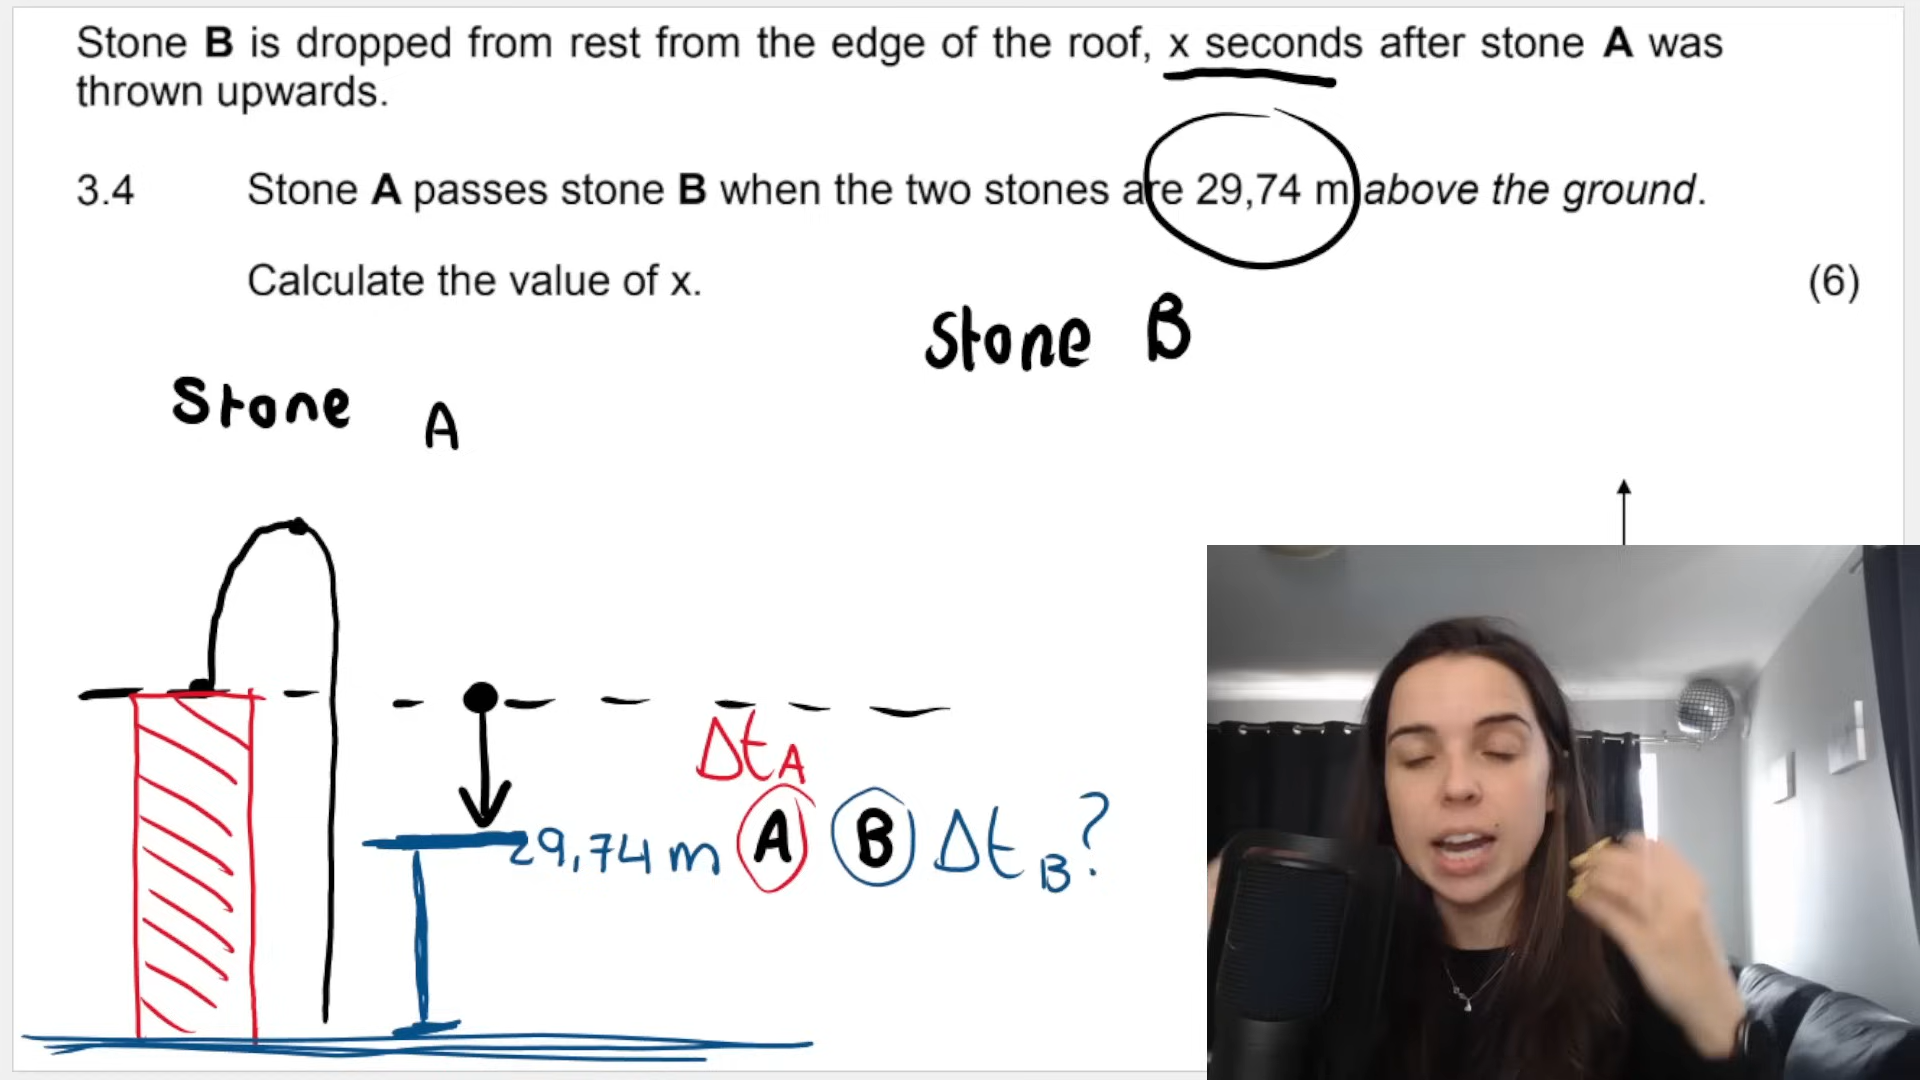 Stone B is dropped from rest from the edge of the roof, x seconds after stone A was
thrown upwards.
3.4 Stone A passes stone B when the two stones are 29,74 m above the ground.
Calculate the value of x. (6)
Stone B
Stone A
ΔtA
29,74 m A B ΔtB?